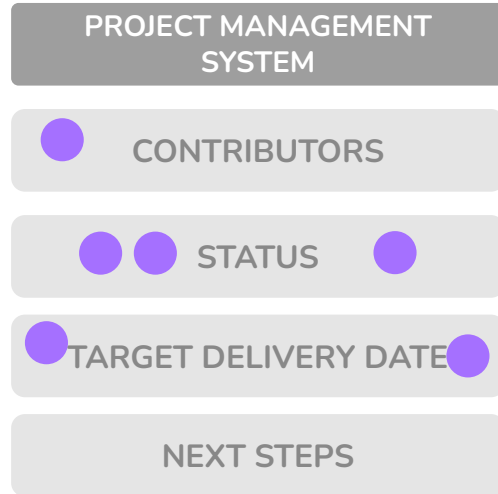 PROJECT MANAGEMENT
SYSTEM
CONTRIBUTORS
STATUS
TARGET DELIVERY DATE
NEXT STEPS